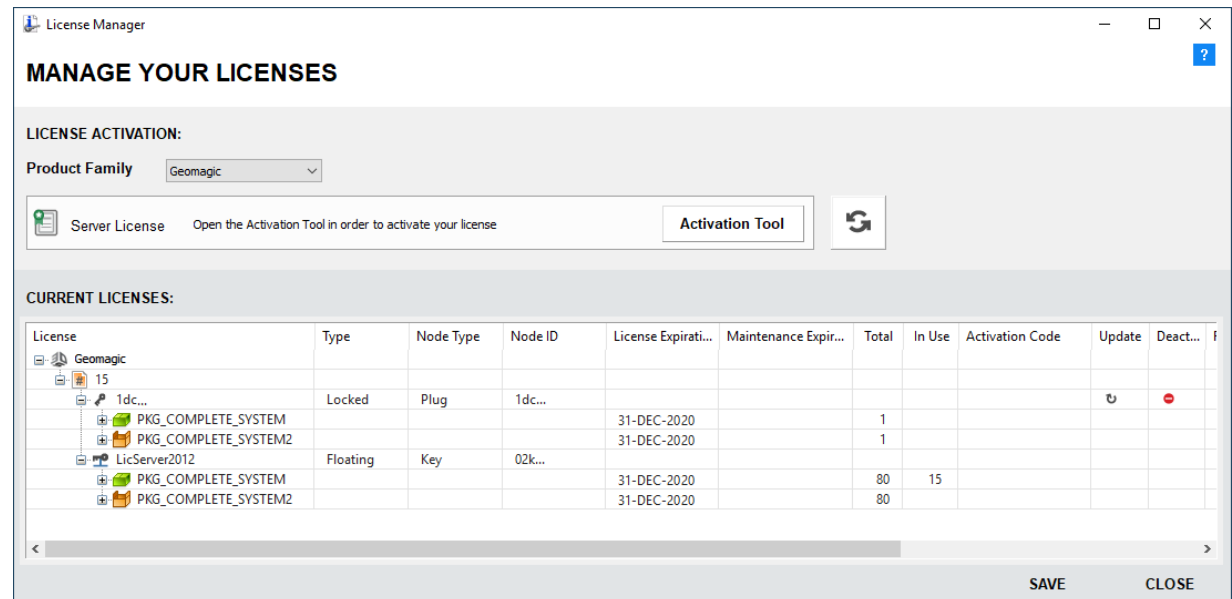 License Manager
?
MANAGE YOUR LICENSES
LICENSE ACTIVATION:
Product Family Geomagic
Server License Open the Activation Tool in order to activate your license Activation Tool
CURRENT LICENSES:
License Type Node Type Node ID License Expirati... Maintenance Expir... Total In Use Activation Code Update Deact...
Geomagic
# 15
1dc... Locked Plug 1dc...
PKG_COMPLETE_SYSTEM 31-DEC-2020 1
PKG_COMPLETE_SYSTEM2 31-DEC-2020 1
LicServer2012 Floating Key 02k...
PKG_COMPLETE_SYSTEM 31-DEC-2020 80 15
PKG_COMPLETE_SYSTEM2 31-DEC-2020 80
SAVE CLOSE